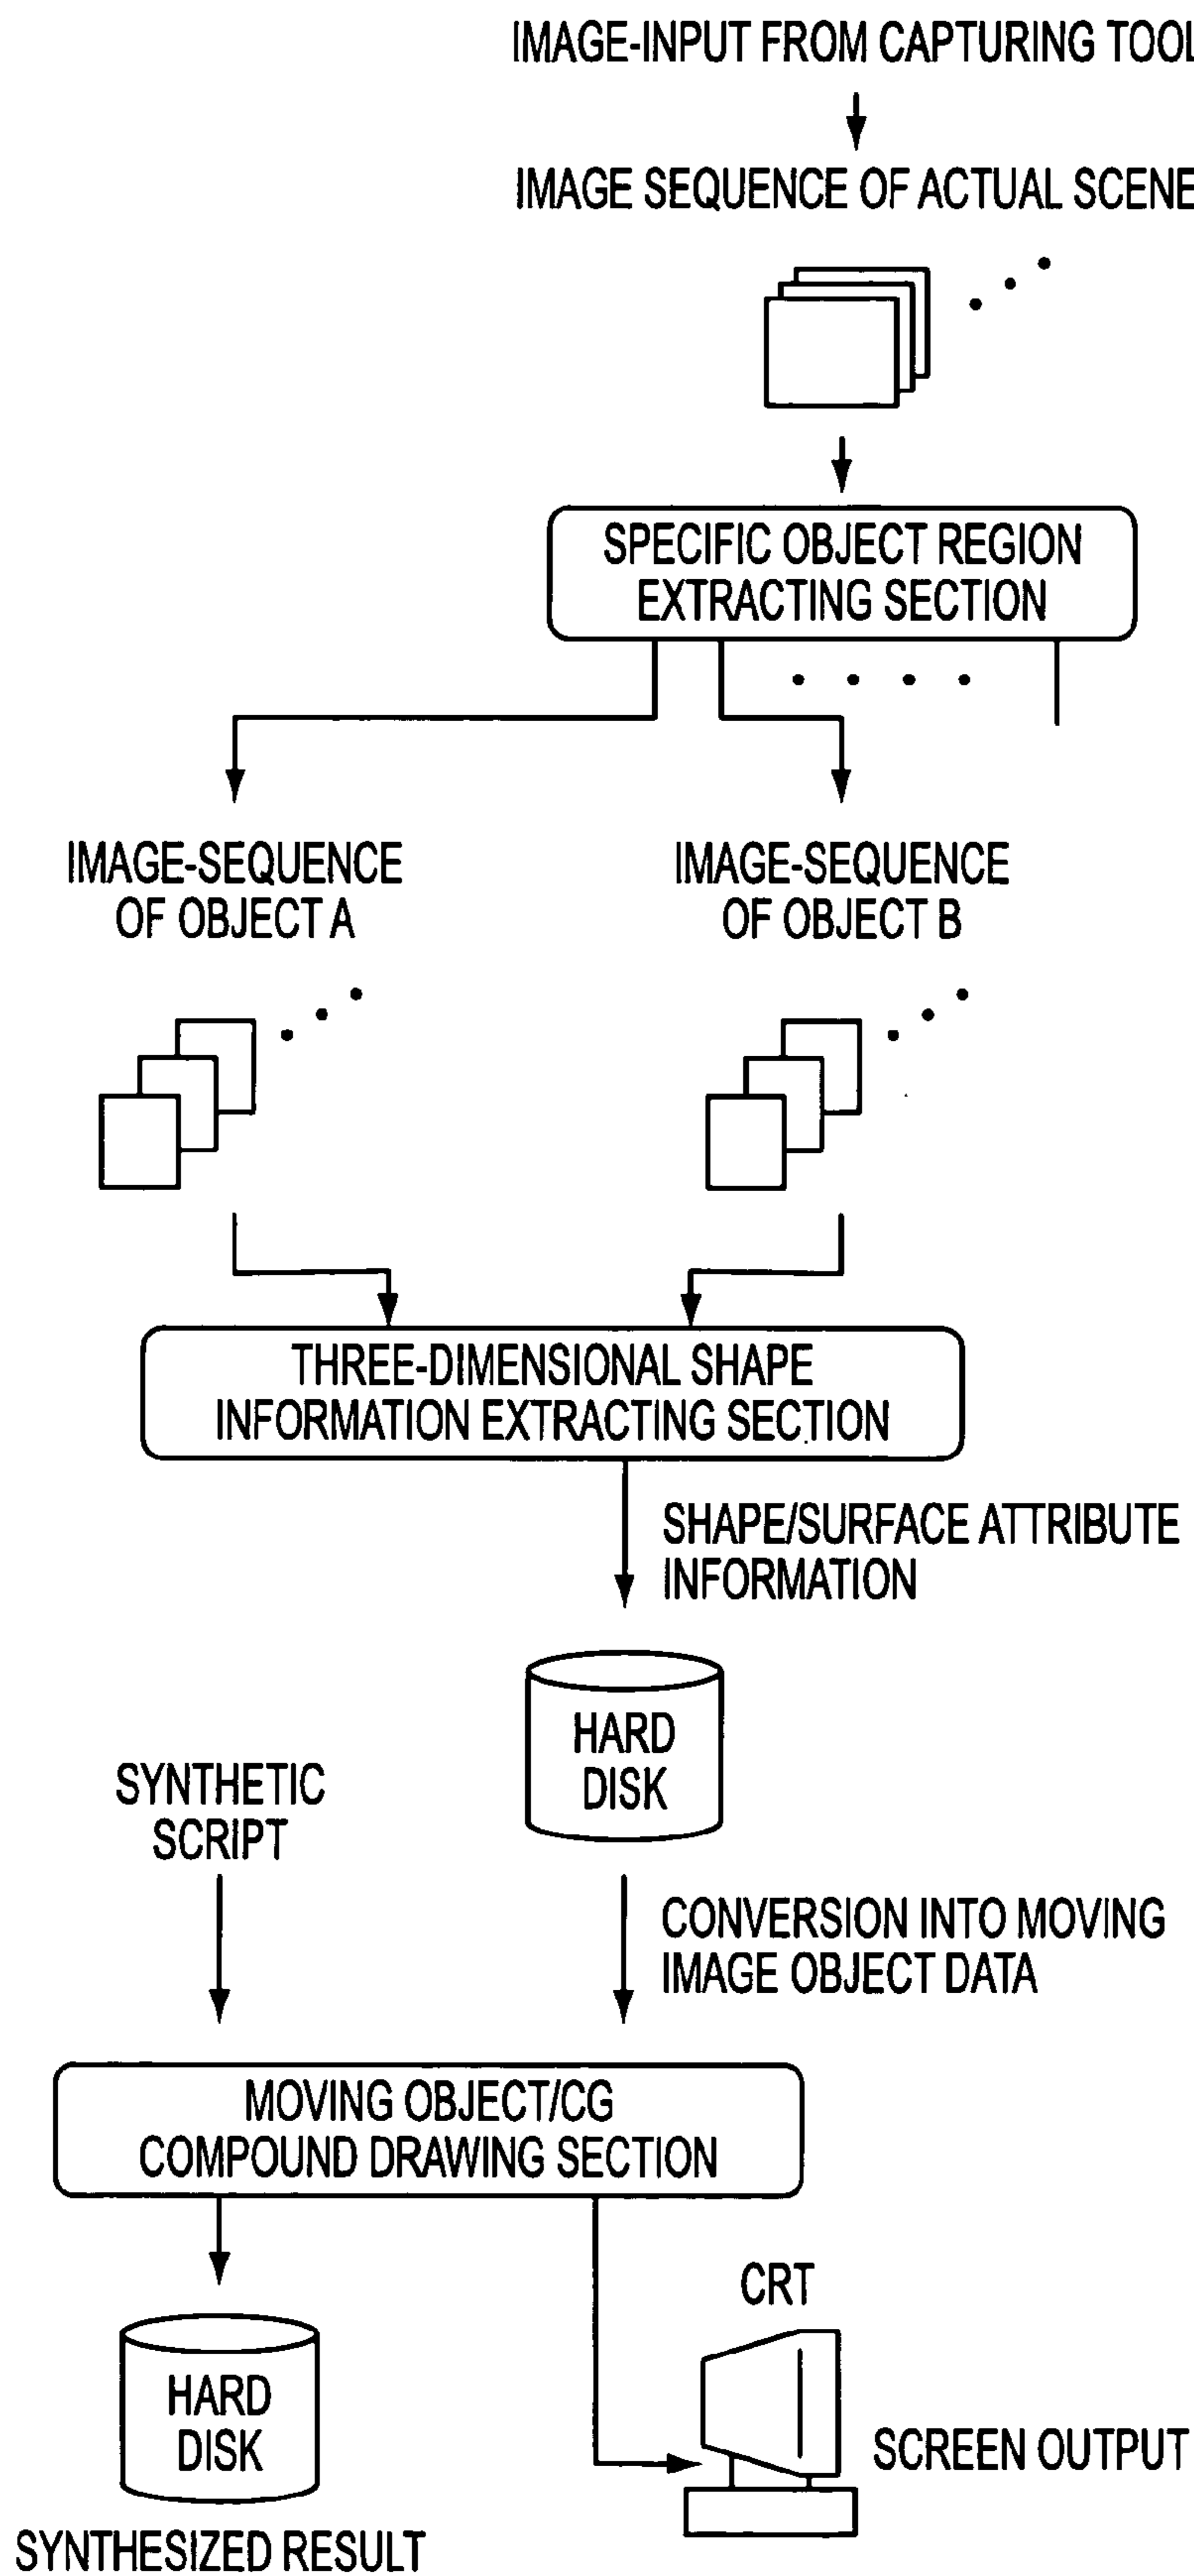 IMAGE-INPUT FROM CAPTURING TOOL
IMAGE SEQUENCE OF ACTUAL SCENE
SPECIFIC OBJECT REGION
EXTRACTING SECTION
IMAGE-SEQUENCE
OF OBJECT A
IMAGE-SEQUENCE
OF OBJECT B
THREE-DIMENSIONAL SHAPE
INFORMATION EXTRACTING SECTION
SHAPE/SURFACE ATTRIBUTE
INFORMATION
HARD
DISK
SYNTHETIC
SCRIPT
CONVERSION INTO MOVING
IMAGE OBJECT DATA
MOVING OBJECT/CG
COMPOUND DRAWING SECTION
CRT
HARD
DISK
SCREEN OUTPUT
SYNTHESIZED RESULT